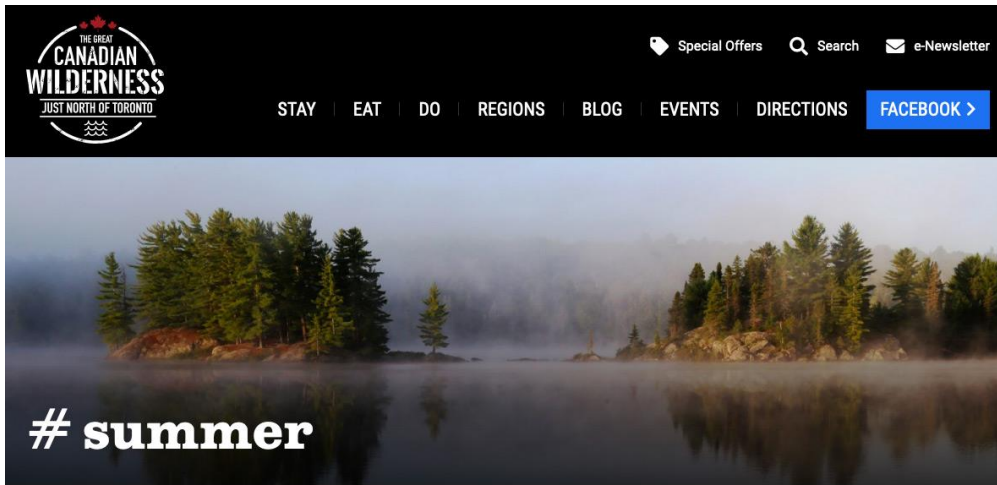 THE GREAT
CANADIAN
WILDERNESS
JUST NORTH OF TORONTO
Special Offers Search e-Newsletter
STAY EAT DO REGIONS BLOG EVENTS DIRECTIONS FACEBOOK >
# summer